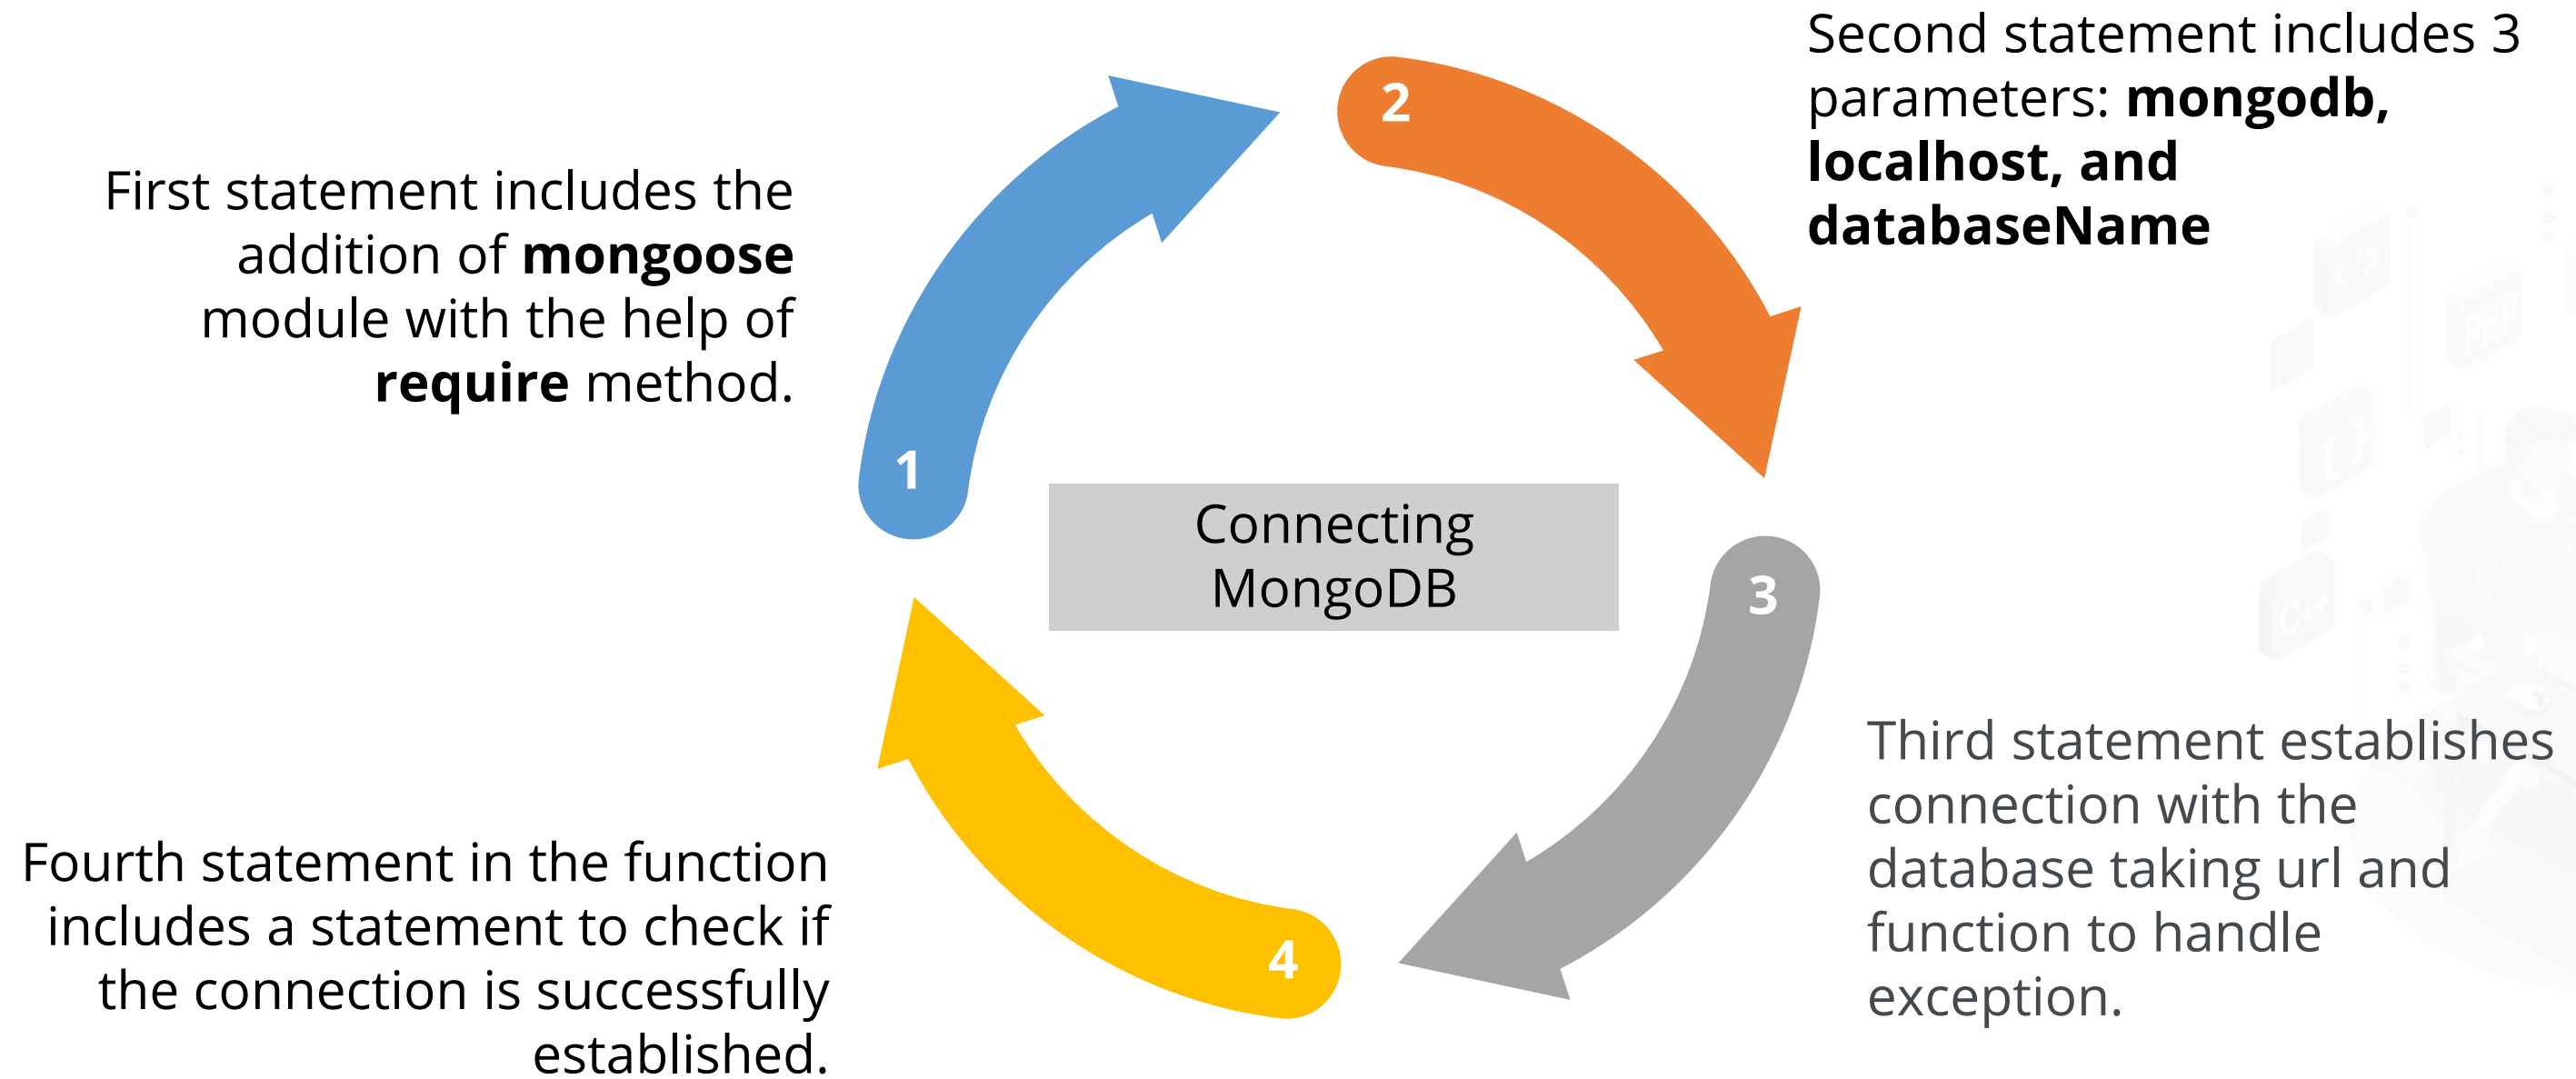 First statement includes the
addition of mongoose
module with the help of
require method.
1
2
Second statement includes 3
parameters: mongodb,
localhost, and
databaseName
Connecting
MongoDB
3
Third statement establishes
connection with the
database taking url and
function to handle
exception.
4
Fourth statement in the function
includes a statement to check if
the connection is successfully
established.
</>
PHP
{ }
C++